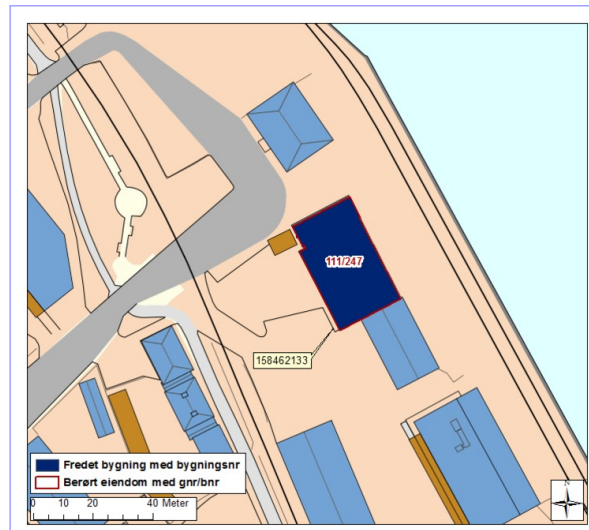 111/247
158462133
Fredet bygning med bygningsnr
Berørt eiendom med gnr/bnr
0 10 20 40 Meter
N